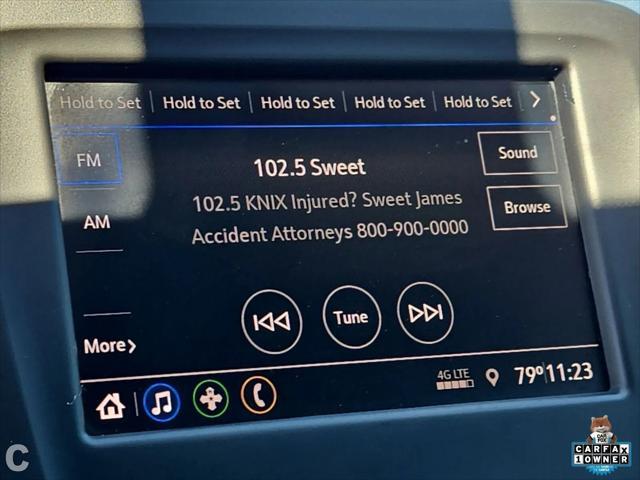 Hold to Set Hold to Set Hold to Set Hold to Set Hold to Set
FM
102.5 Sweet
Sound
102.5 KNIX Injured? Sweet James
Browse
AM
Accident Attorneys 800-900-0000
Tune
More
4G LTE
79° 11:23
C
CARFAX
1 OWNER